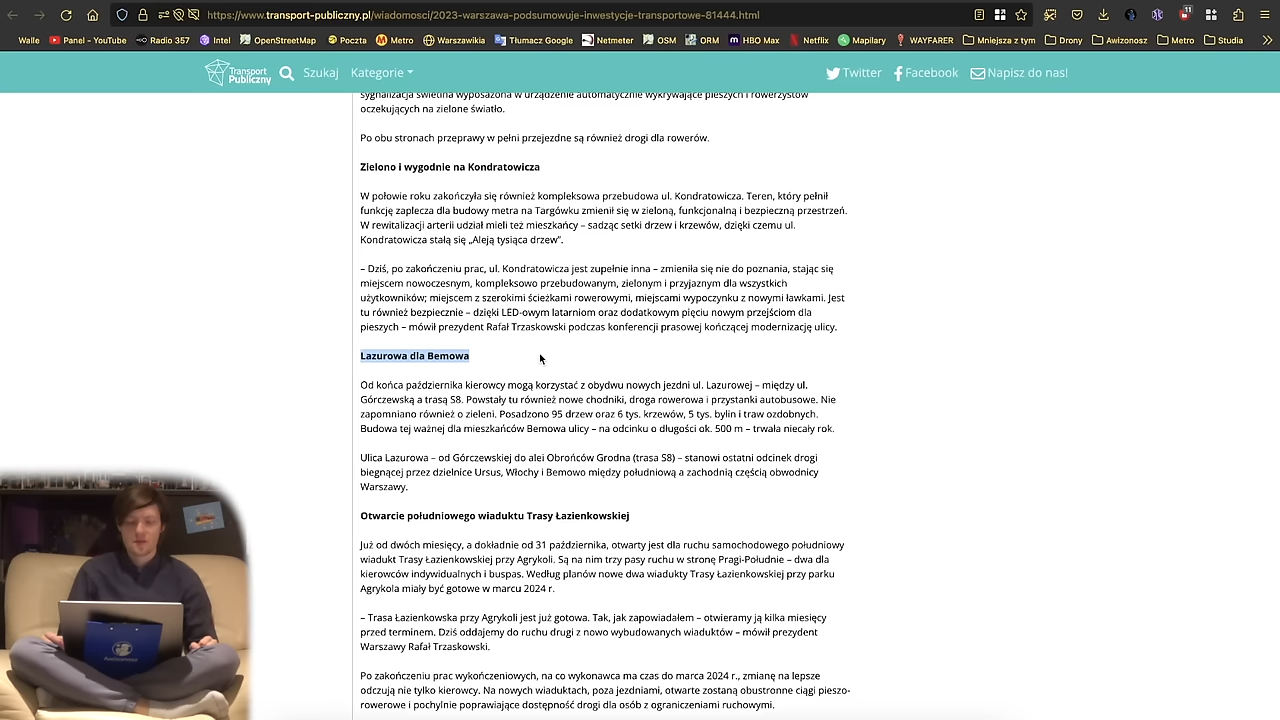 https://www.transport-publiczny.pl/wiadomosci/2023-warszawa-podsumowuje-inwestycje-transportowe-81444.html
11
Walle Panel - YouTube Radio 357 Intel OpenStreetMap Poczta Metro Warszawikia Tłumacz Google Netmeter OSM ORM HBO Max Netflix Mapilary WAYFARER Mniejsza z tym Drony Awizonosz Metro Studia
Transport Publiczny Szukaj Kategorie Twitter Facebook Napisz do nas!
sygnalizacja świetlna wyposażona w urządzenie automatycznie wykrywające pieszych i rowerzystów
oczekujących na zielone światło.
Po obu stronach przeprawy w pełni przejezdne są również drogi dla rowerów.
Zielono i wygodnie na Kondratowicza
W połowie roku zakończyła się również kompleksowa przebudowa ul. Kondratowicza. Teren, który pełnił
funkcję zaplecza dla budowy metra na Targówku zmienił się w zieloną, funkcjonalną i bezpieczną przestrzeń.
W rewitalizacji arterii udział mieli też mieszkańcy – sadząc setki drzew i krzewów, dzięki czemu ul.
Kondratowicza stałą się „Aleją tysiąca drzew”.
– Dziś, po zakończeniu prac, ul. Kondratowicza jest zupełnie inna – zmieniła się nie do poznania, stając się
miejscem nowoczesnym, kompleksowo przebudowanym, zielonym i przyjaznym dla wszystkich
użytkowników; miejscem z szerokimi ścieżkami rowerowymi, miejscami wypoczynku z nowymi ławkami. Jest
tu również bezpiecznie – dzięki LED-owym latarniom oraz dodatkowym pięciu nowym przejściom dla
pieszych – mówił prezydent Rafał Trzaskowski podczas konferencji prasowej kończącej modernizację ulicy.
Lazurowa dla Bemowa
Od końca października kierowcy mogą korzystać z obydwu nowych jezdni ul. Lazurowej – między ul.
Górczewską a trasą S8. Powstały tu również nowe chodniki, droga rowerowa i przystanki autobusowe. Nie
zapomniano również o zieleni. Posadzono 95 drzew oraz 6 tys. krzewów, 5 tys. bylin i traw ozdobnych.
Budowa tej ważnej dla mieszkańców Bemowa ulicy – na odcinku o długości ok. 500 m – trwała niecały rok.
Ulica Lazurowa – od Górczewskiej do alei Obrońców Grodna (trasa S8) – stanowi ostatni odcinek drogi
biegnącej przez dzielnice Ursus, Włochy i Bemowo między południową a zachodnią częścią obwodnicy
Warszawy.
Otwarcie południowego wiaduktu Trasy Łazienkowskiej
Już od dwóch miesięcy, a dokładnie od 31 października, otwarty jest dla ruchu samochodowego południowy
wiadukt Trasy Łazienkowskiej przy Agrykoli. Są na nim trzy pasy ruchu w stronę Pragi-Południe – dwa dla
kierowców indywidualnych i buspas. Według planów nowe dwa wiadukty Trasy Łazienkowskiej przy parku
Agrykola miały być gotowe w marcu 2024 r.
– Trasa Łazienkowska przy Agrykoli jest już gotowa. Tak, jak zapowiadałem – otwieramy ją kilka miesięcy
przed terminem. Dziś oddajemy do ruchu drugi z nowo wybudowanych wiaduktów – mówił prezydent
Warszawy Rafał Trzaskowski.
Po zakończeniu prac wykończeniowych, na co wykonawca ma czas do marca 2024 r., zmianę na lepsze
odczują nie tylko kierowcy. Na nowych wiaduktach, poza jezdniami, otwarte zostaną obustronne ciągi pieszo-
rowerowe i pochylnie poprawiające dostępność drogi dla osób z ograniczeniami ruchowymi.